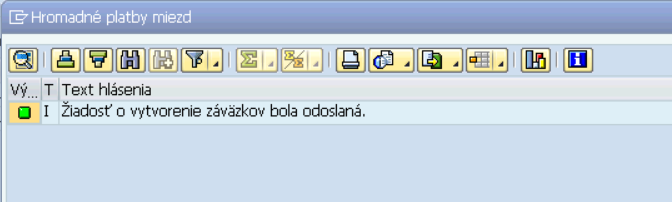 Hromadné platby miezd
Vý... T Text hlásenia
I Žiadosť o vytvorenie záväzkov bola odoslaná.